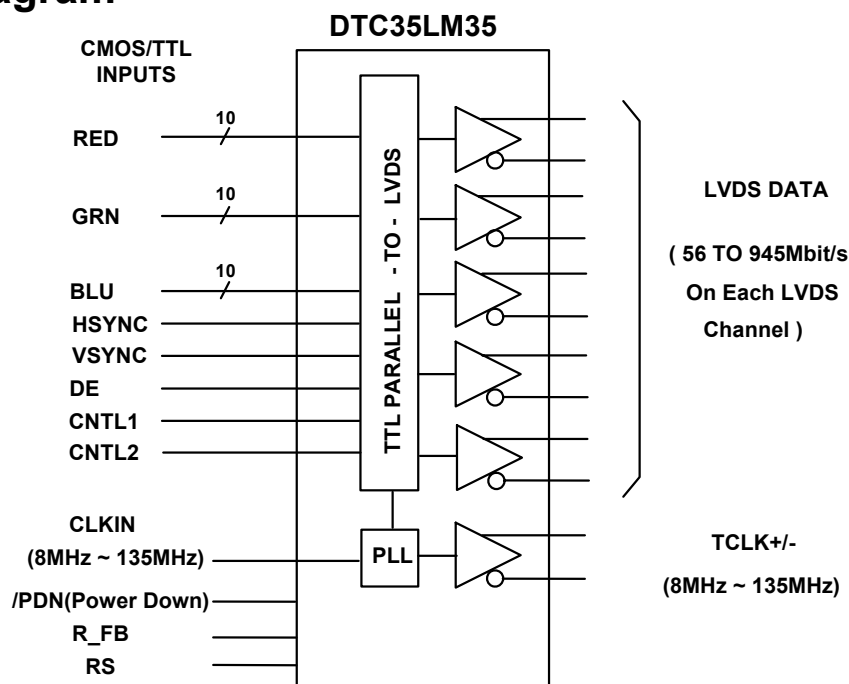 DTC35LM35
CMOS/TTL
INPUTS
RED
10
GRN
10
BLU
10
HSYNC
VSYNC
DE
CNTL1
CNTL2
CLKIN
(8MHz ~ 135MHz)
/PDN(Power Down)
R_FB
RS
TTL PARALLEL - TO - LVDS
PLL
LVDS DATA
( 56 TO 945Mbit/s
On Each LVDS
Channel )
TCLK+/-
(8MHz ~ 135MHz)